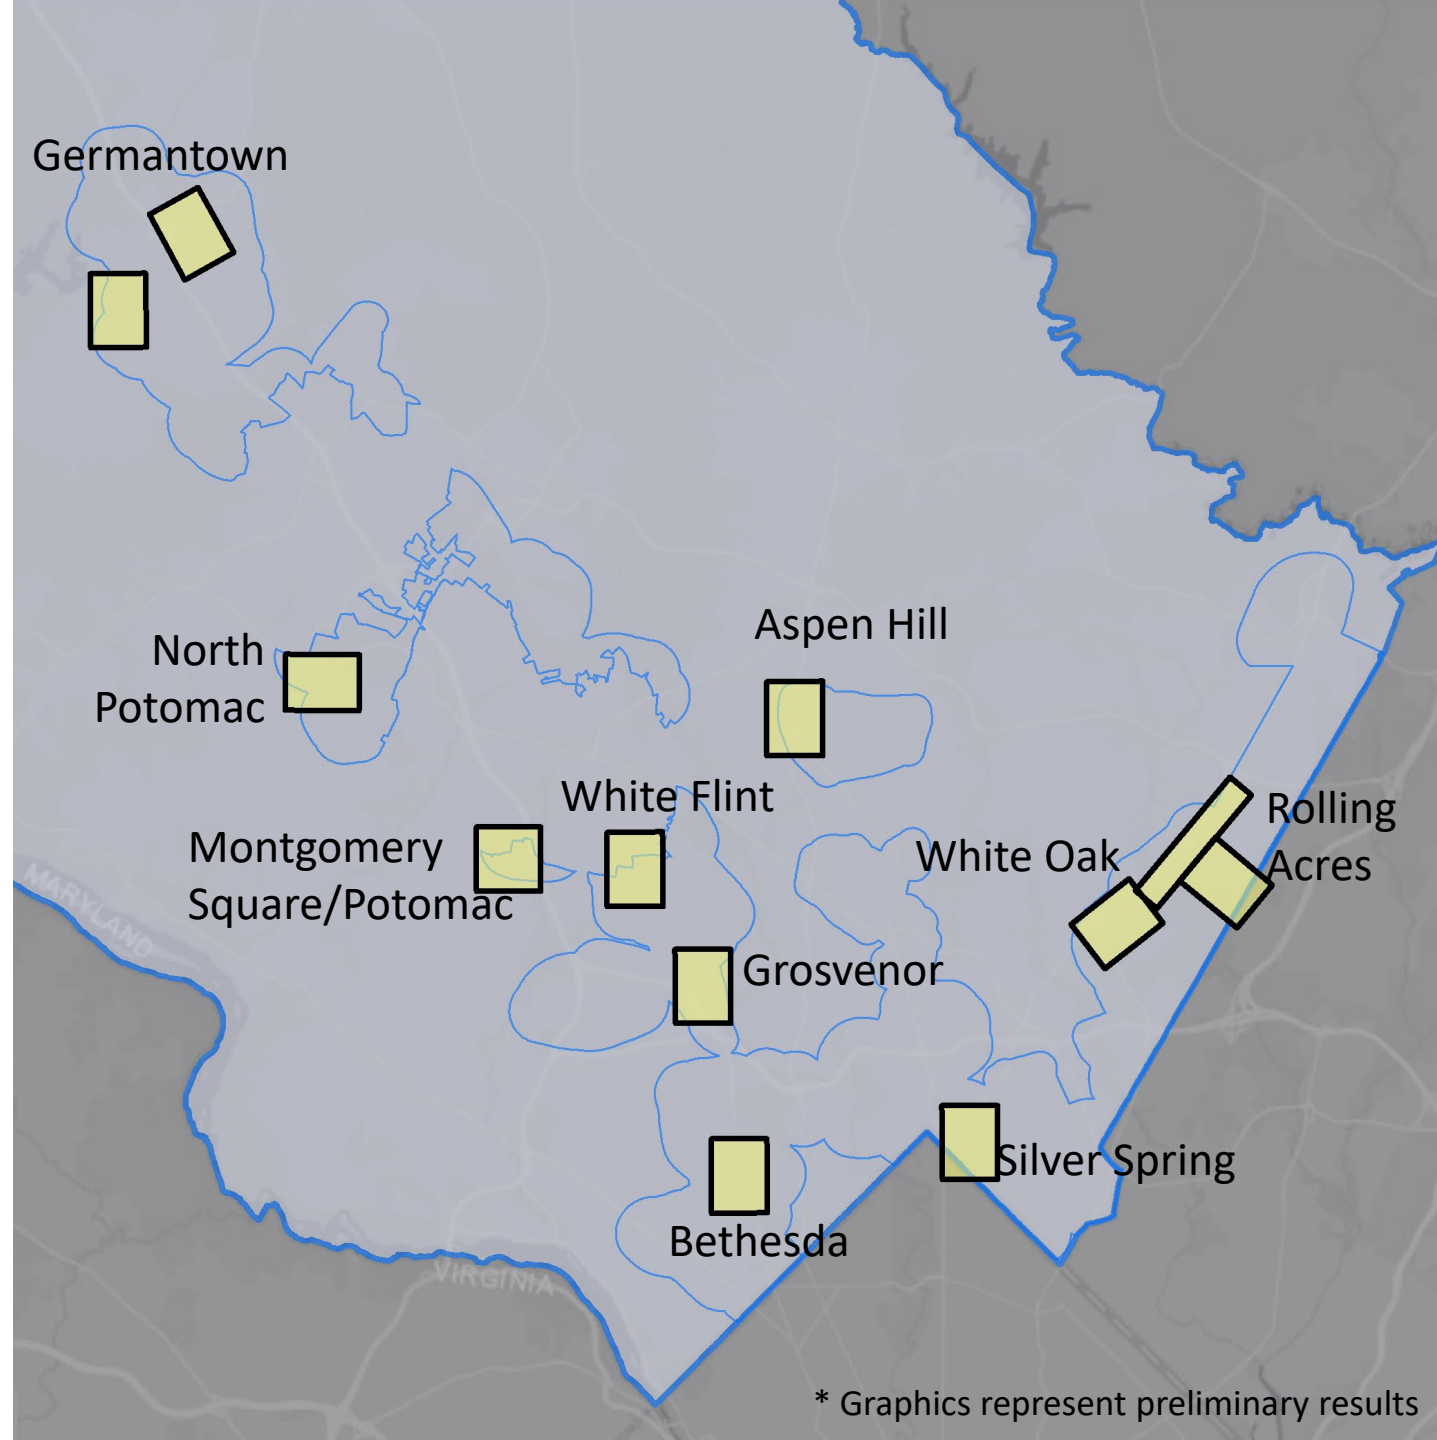 Germantown
Aspen Hill
North
Potomac
White Flint
Rolling
Acres
Montgomery
Square/Potomac
White Oak
MARYLAND
Grosvenor
Silver Spring
Bethesda
VIRGINIA
* Graphics represent preliminary results